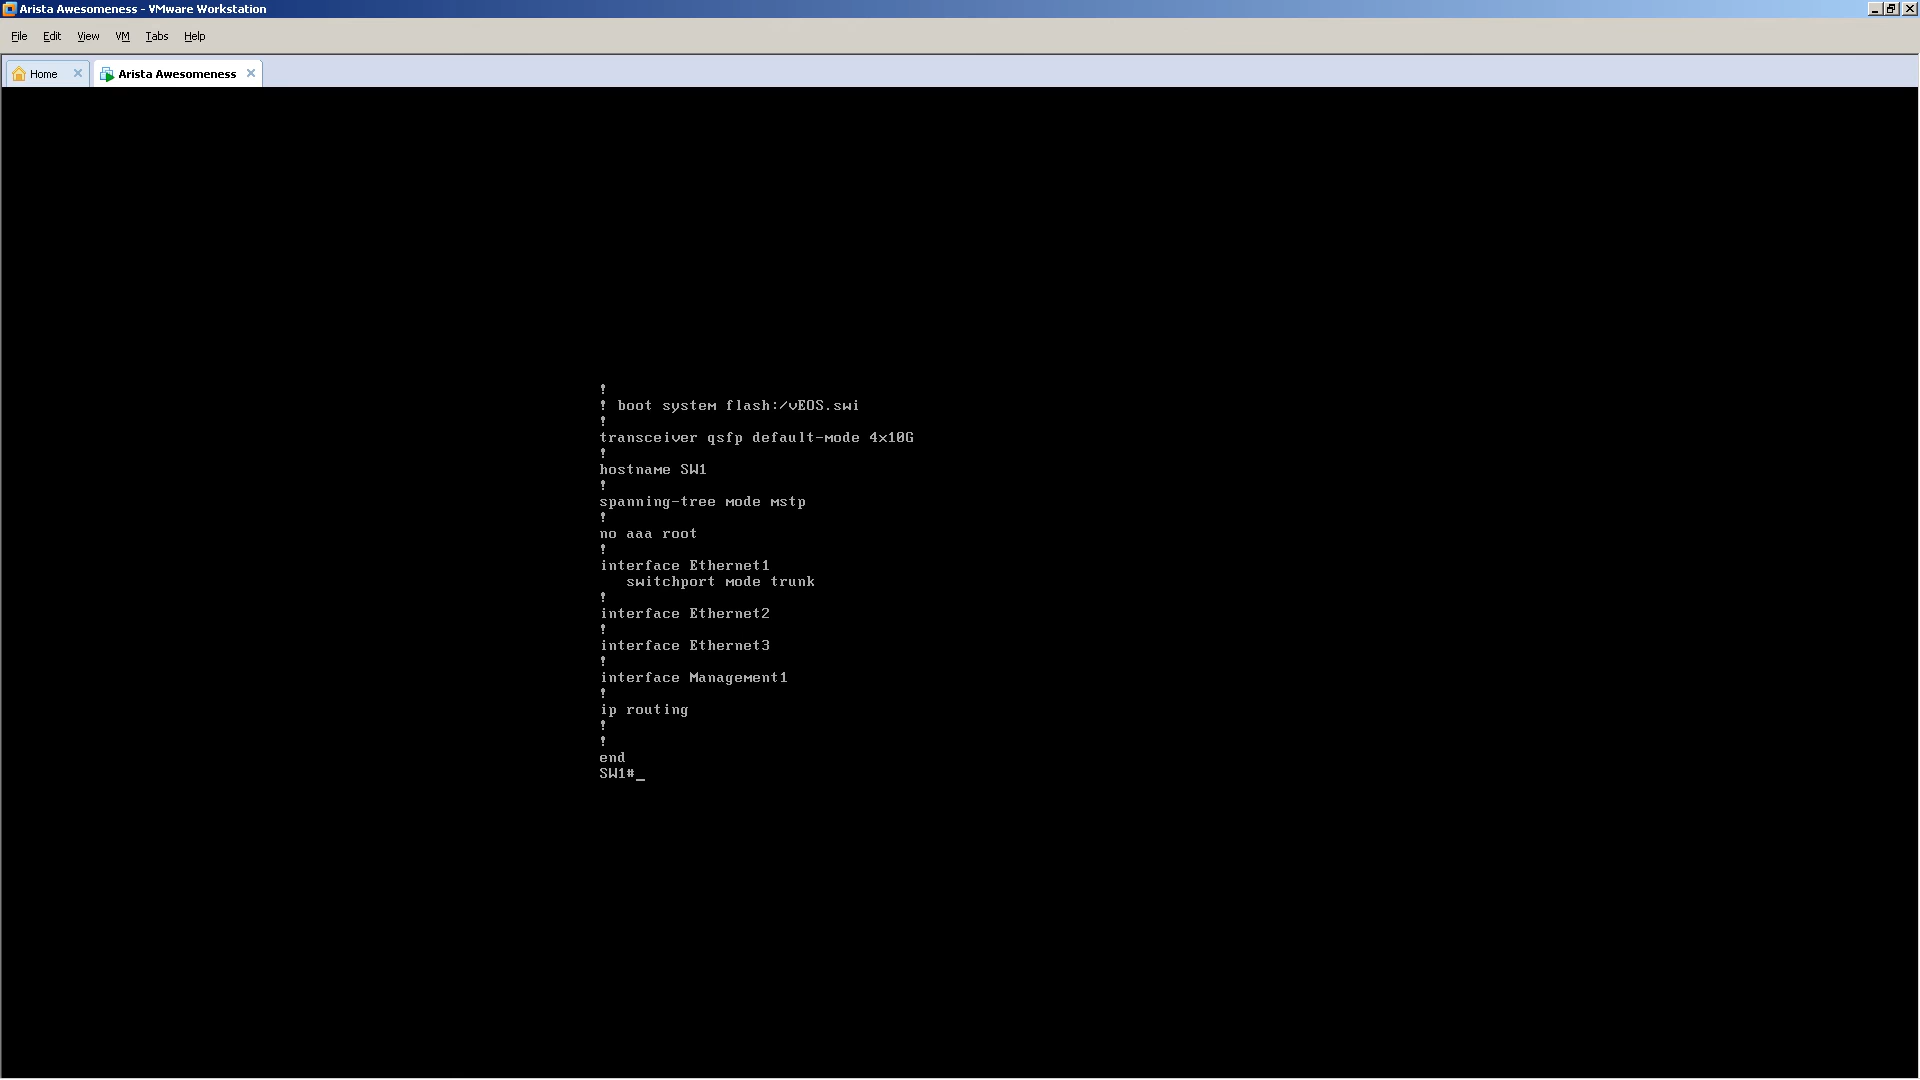 Arista Awesomeness - VMware Workstation
File Edit View VM Tabs Help
Home Arista Awesomeness
!
! boot system flash:/vEOS.swi
!
transceiver qsfp default-mode 4x10G
!
hostname SW1
!
spanning-tree mode mstp
!
no aaa root
!
interface Ethernet1
   switchport mode trunk
!
interface Ethernet2
!
interface Ethernet3
!
interface Management1
!
ip routing
!
!
end
SW1#_